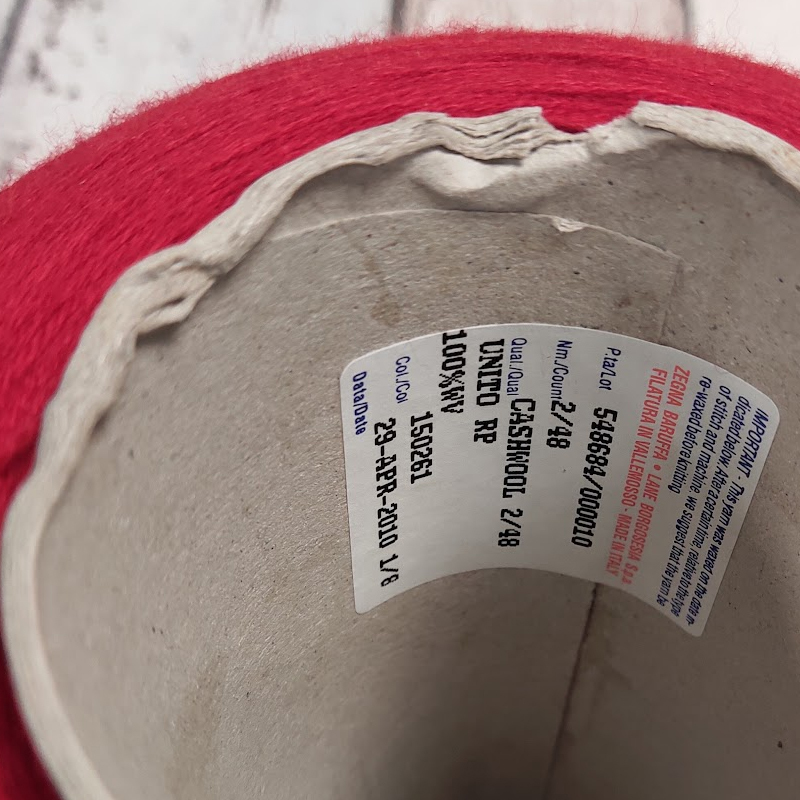 IMPORTANT - This yarn was waxed on the date in-
dicated below. After a certain time, relative to the type
of stitch and machine, we suggest that the yarn be
re-waxed before knitting
ZEGNA BARUFFA • LANE BORGOSESIA S.p.a.
FILATURA IN VALLEMOSSO - MADE IN ITALY
P.ta/Lot 548684/000010
Nm./Count 2/48
Qual./Qual CASHWOOL 2/48
UNITO RP
100%WV
Col./Col 150261
Data/Date 29-APR-2010 1/6